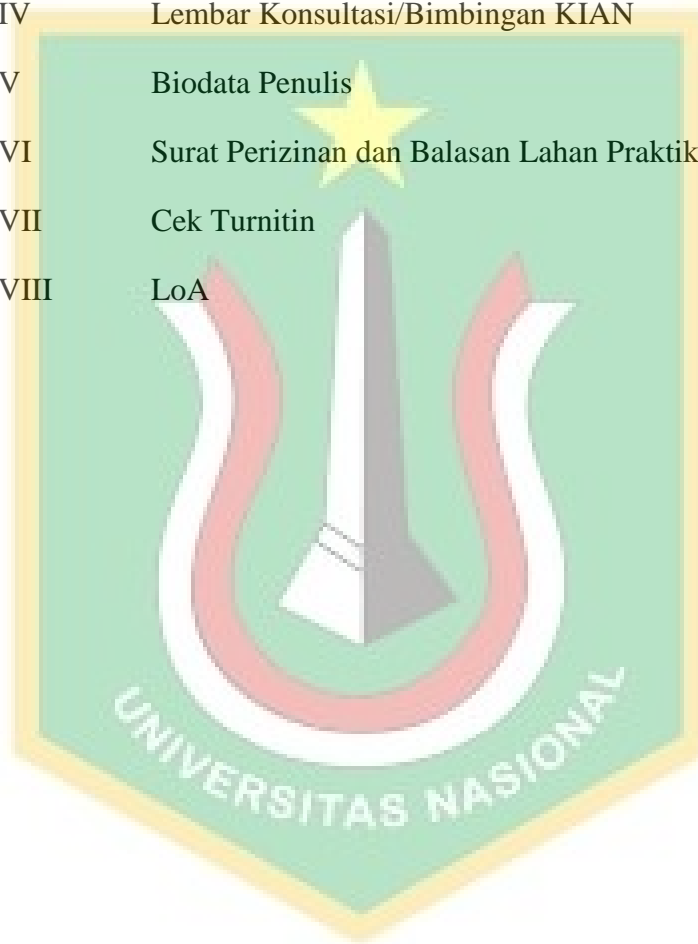 IV Lembar Konsultasi/Bimbingan KIAN
V Biodata Penulis
VI Surat Perizinan dan Balasan Lahan Praktik
VII Cek Turnitin
VIII LoA
UNIVERSITAS NASIONAL